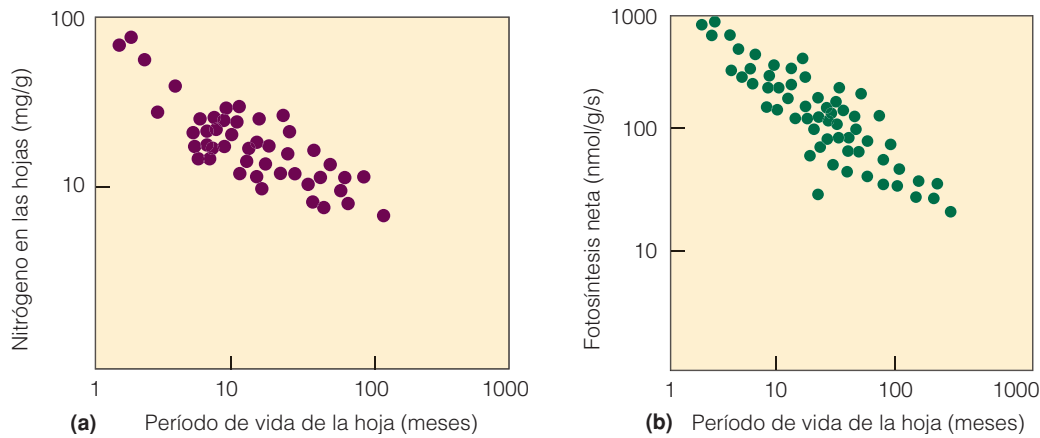 100
10
Nitrógeno en las hojas (mg/g)
1 10 100 1000
(a) Período de vida de la hoja (meses)
1000
100
10
Fotosíntesis neta (nmol/g/s)
1 10 100 1000
(b) Período de vida de la hoja (meses)